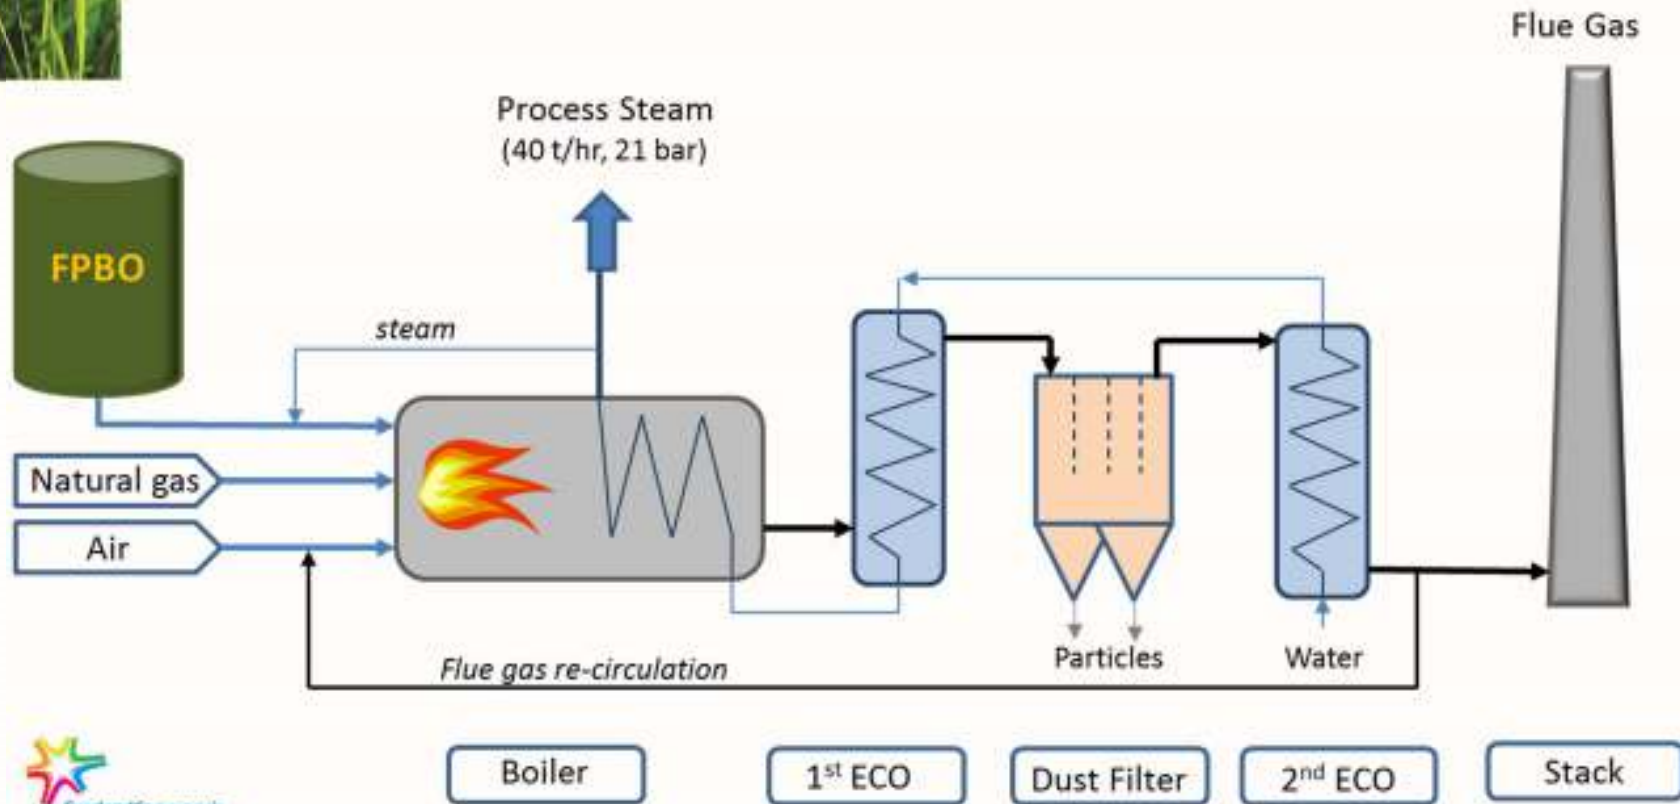 Flue Gas
Process Steam
(40 t/hr, 21 bar)
FPBO
steam
Natural gas
Air
Particles
Water
Flue gas re-circulation
Boiler
1st ECO
Dust Filter
2nd ECO
Stack